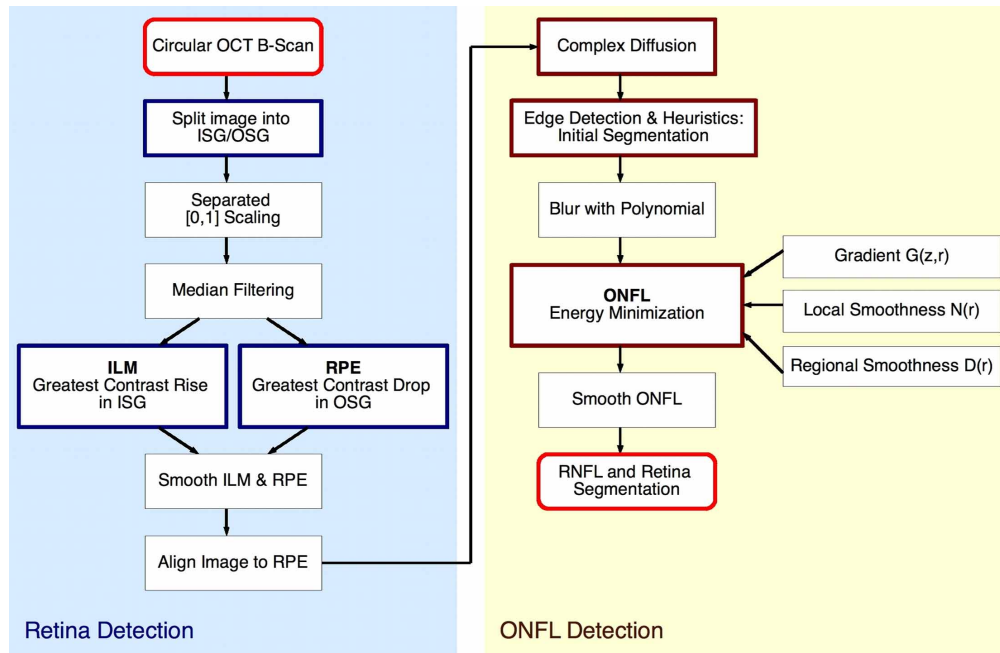 Circular OCT B-Scan
Split image into
ISG/OSG
Separated
[0,1] Scaling
Median Filtering
ILM
Greatest Contrast Rise
in ISG
RPE
Greatest Contrast Drop
in OSG
Smooth ILM & RPE
Align Image to RPE
Retina Detection
Complex Diffusion
Edge Detection & Heuristics:
Initial Segmentation
Blur with Polynomial
ONFL
Energy Minimization
Gradient G(z,r)
Local Smoothness N(r)
Regional Smoothness D(r)
Smooth ONFL
RNFL and Retina
Segmentation
ONFL Detection